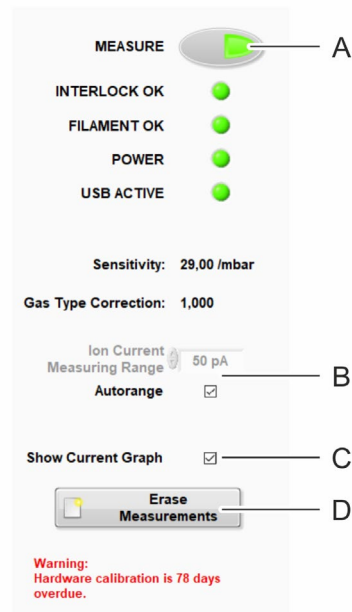 MEASURE
A
INTERLOCK OK
FILAMENT OK
POWER
USB ACTIVE
Sensitivity: 29,00 /mbar
Gas Type Correction: 1,000
Ion Current
Measuring Range 50 pA
B
Autorange
Show Current Graph
C
Erase
Measurements
D
Warning:
Hardware calibration is 78 days
overdue.